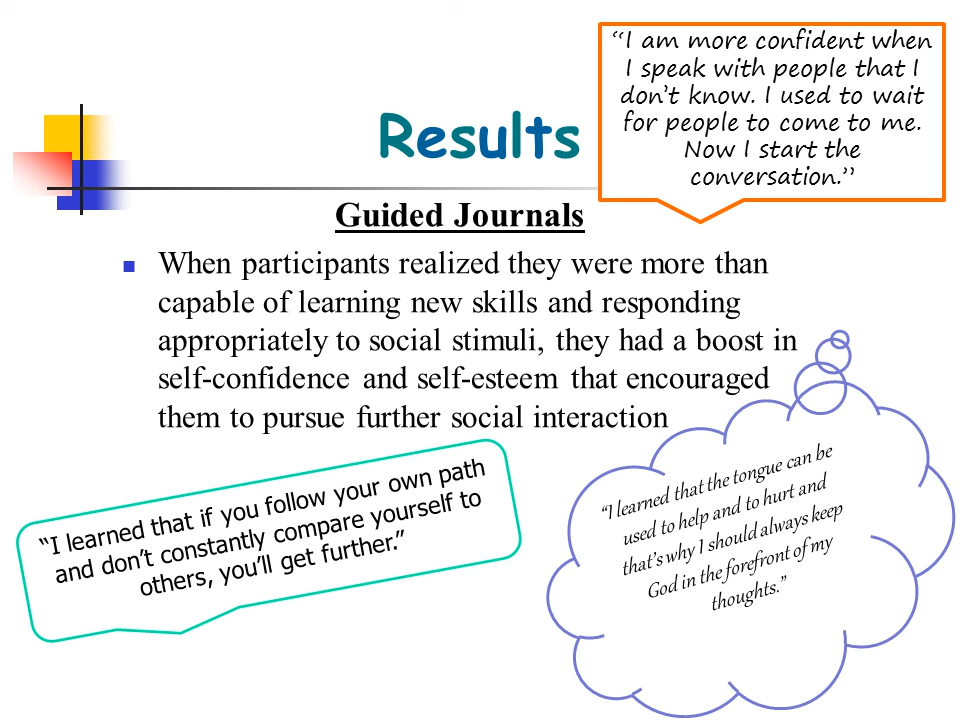 Results
“I am more confident when
I speak with people that I
don’t know. I used to wait
for people to come to me.
Now I start the
conversation.”
Guided Journals
When participants realized they were more than
capable of learning new skills and responding
appropriately to social stimuli, they had a boost in
self-confidence and self-esteem that encouraged
them to pursue further social interaction
“I learned that if you follow your own path
and don’t constantly compare yourself to
others, you’ll get further.”
“I learned that the tongue can be
used to help and to hurt and
that’s why I should always keep
God in the forefront of my
thoughts.”